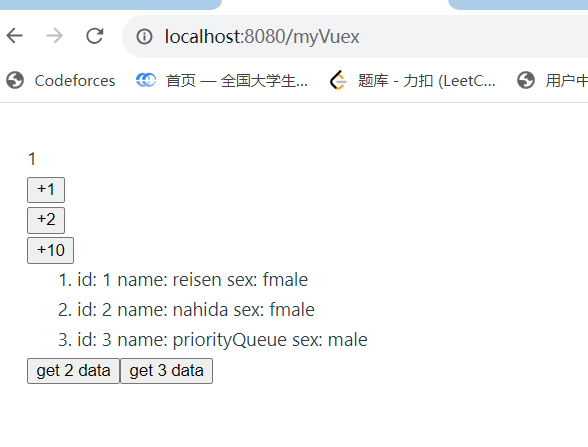 localhost:8080/myVuex
Codeforces 首页 — 全国大学生... 题库 - 力扣 (LeetC... 用户中
1
+1
+2
+10
1. id: 1 name: reisen sex: fmale
2. id: 2 name: nahida sex: fmale
3. id: 3 name: priorityQueue sex: male
get 2 data get 3 data